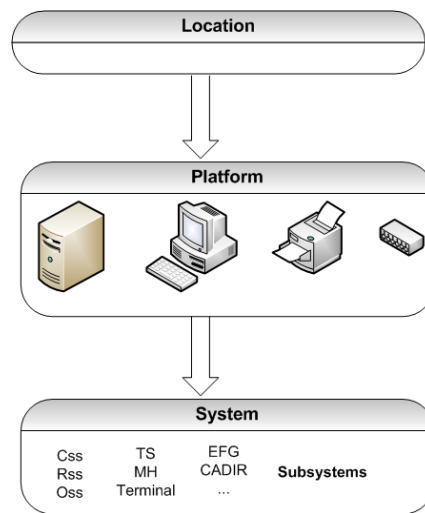 Location
Platform
System
Css TS EFG
Rss MH CADIR Subsystems
Oss Terminal ...